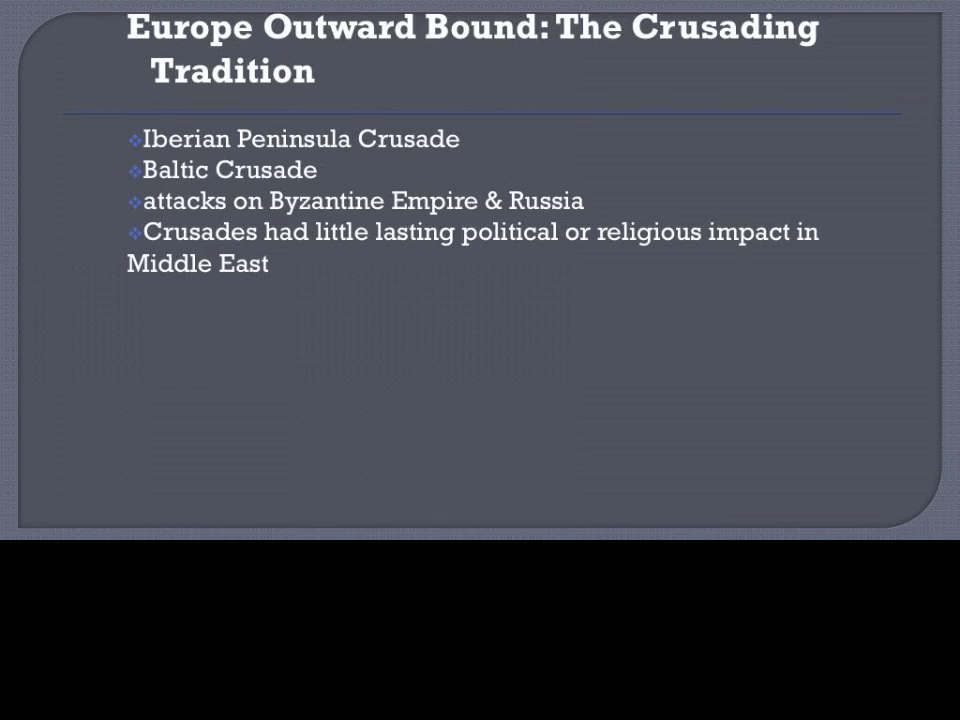 Europe Outward Bound: The Crusading
Tradition
❖Iberian Peninsula Crusade
❖Baltic Crusade
❖attacks on Byzantine Empire & Russia
❖Crusades had little lasting political or religious impact in
Middle East